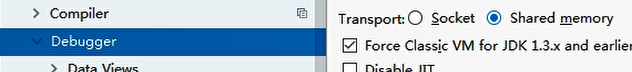 Compiler
Debugger
Data Views
Transport: Socket Shared memory
Force Classic VM for JDK 1.3.x and earlier
Disable JIT